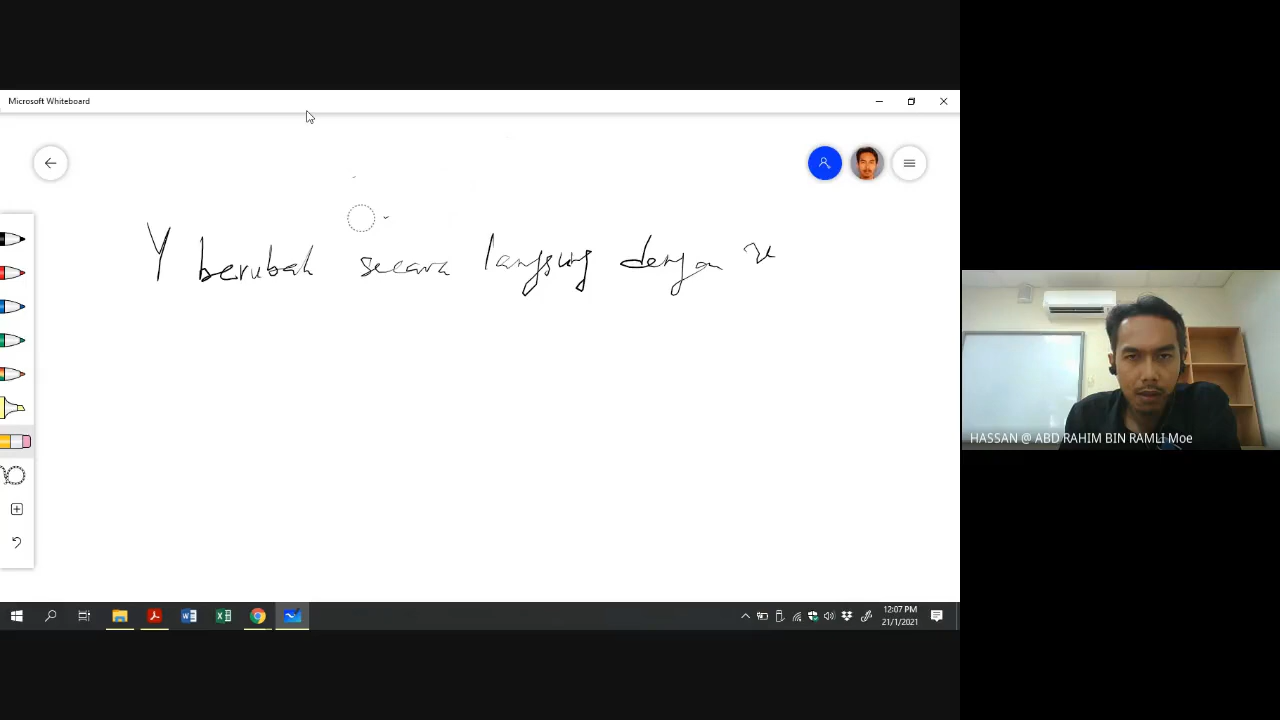 Microsoft Whiteboard
Y berubah secara langsung dengan x
HASSAN @ ABD RAHIM BIN RAMLI Moe
12:07 PM
21/1/2021